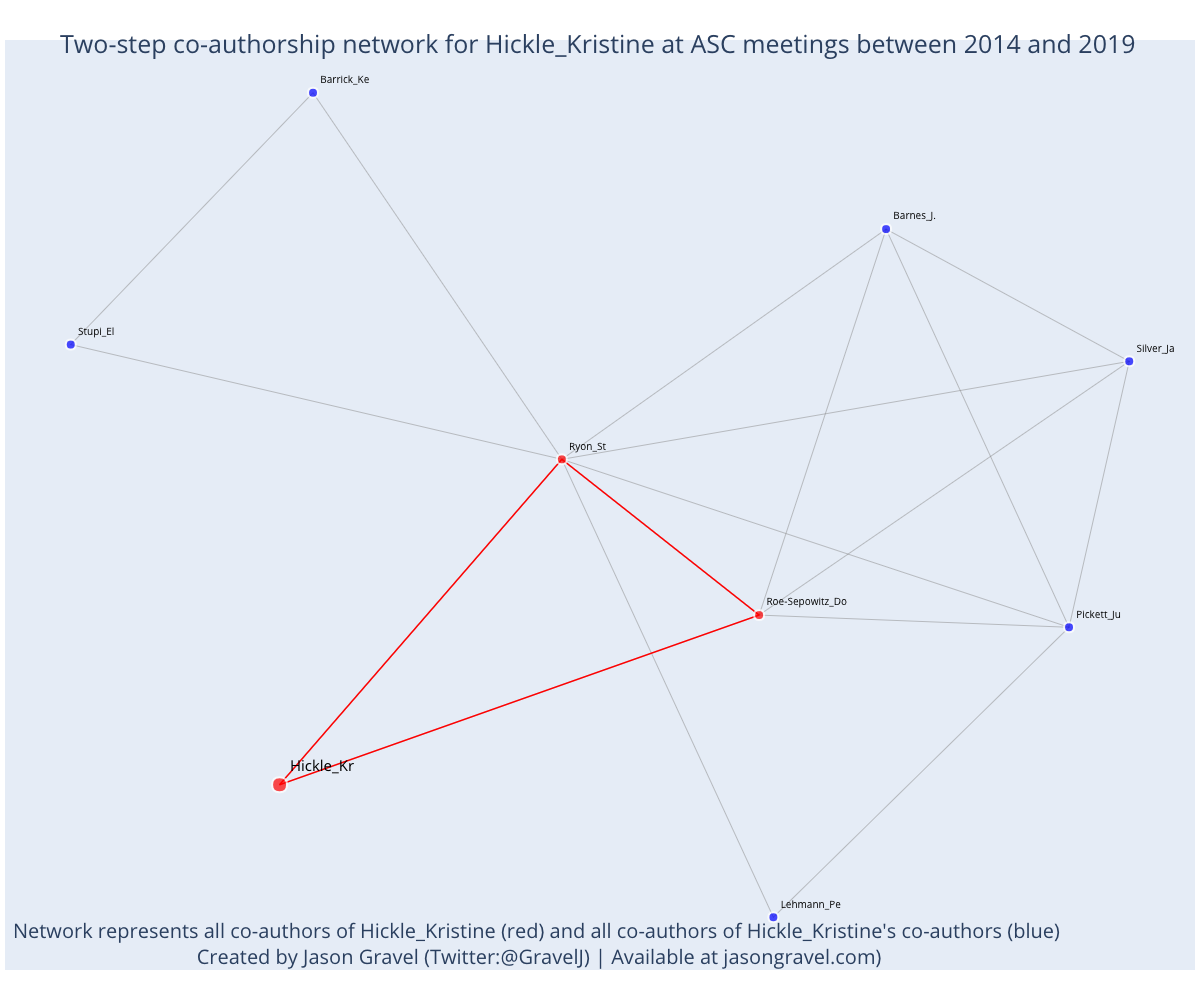 Two-step co-authorship network for Hickle_Kristine at ASC meetings between 2014 and 2019
Barrick_Ke
Barnes_J.
Stupi_El
Silver_Ja
Ryon_St
Roe-Sepowitz_Do
Pickett_Ju
Hickle_Kr
Lehmann_Pe
Network represents all co-authors of Hickle_Kristine (red) and all co-authors of Hickle_Kristine's co-authors (blue)
Created by Jason Gravel (Twitter:@GravelJ) | Available at jasongravel.com)